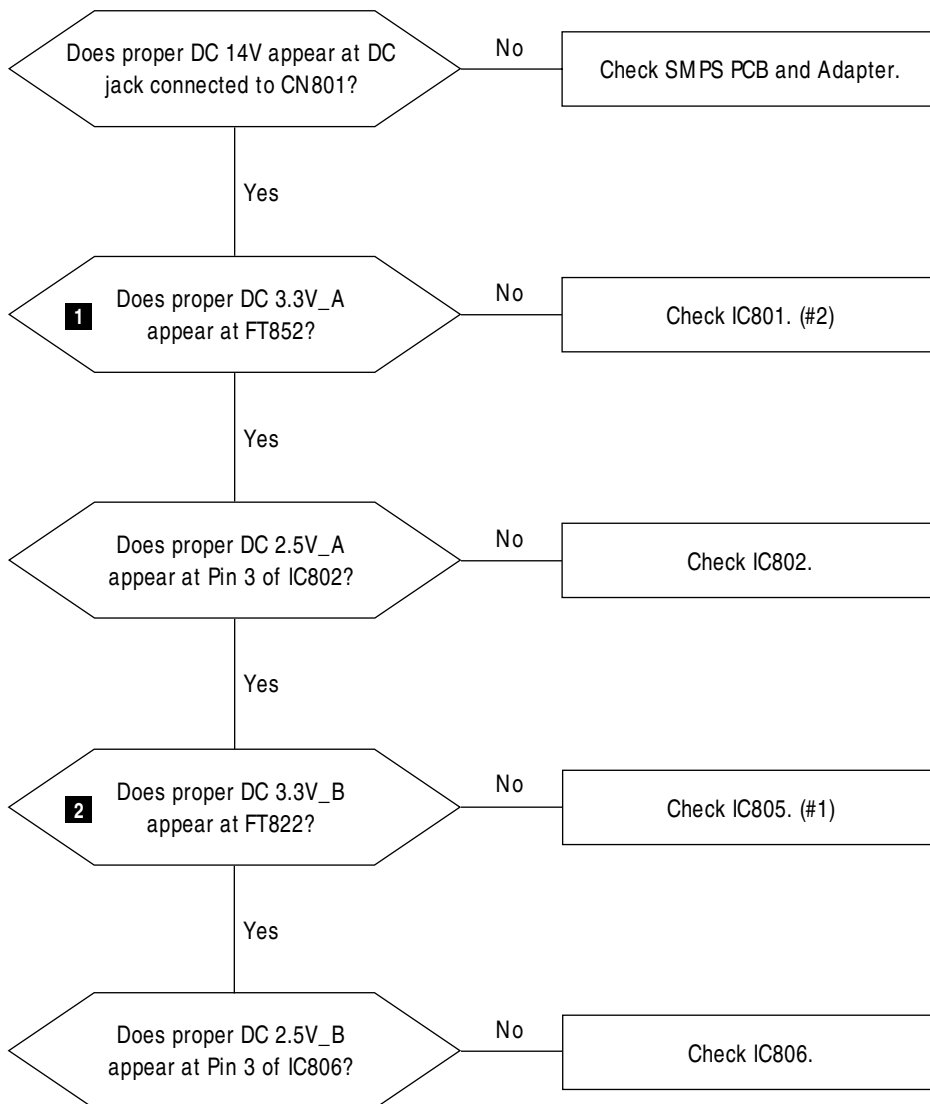 Does proper DC 14V appear at DC
jack connected to CN801?
No
Check SMPS PCB and Adapter.
Yes
1
Does proper DC 3.3V_A
appear at FT852?
No
Check IC801. (#2)
Yes
Does proper DC 2.5V_A
appear at Pin 3 of IC802?
No
Check IC802.
Yes
2
Does proper DC 3.3V_B
appear at FT822?
No
Check IC805. (#1)
Yes
Does proper DC 2.5V_B
appear at Pin 3 of IC806?
No
Check IC806.